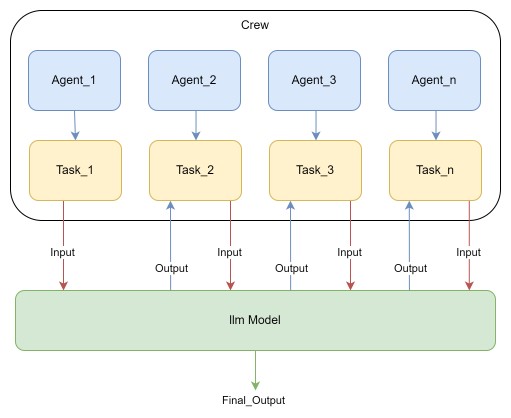 Crew
Agent_1
Agent_2
Agent_3
Agent_n
Task_1
Task_2
Task_3
Task_n
Input
Output
Input
Output
Input
Output
Input
llm Model
Final_Output